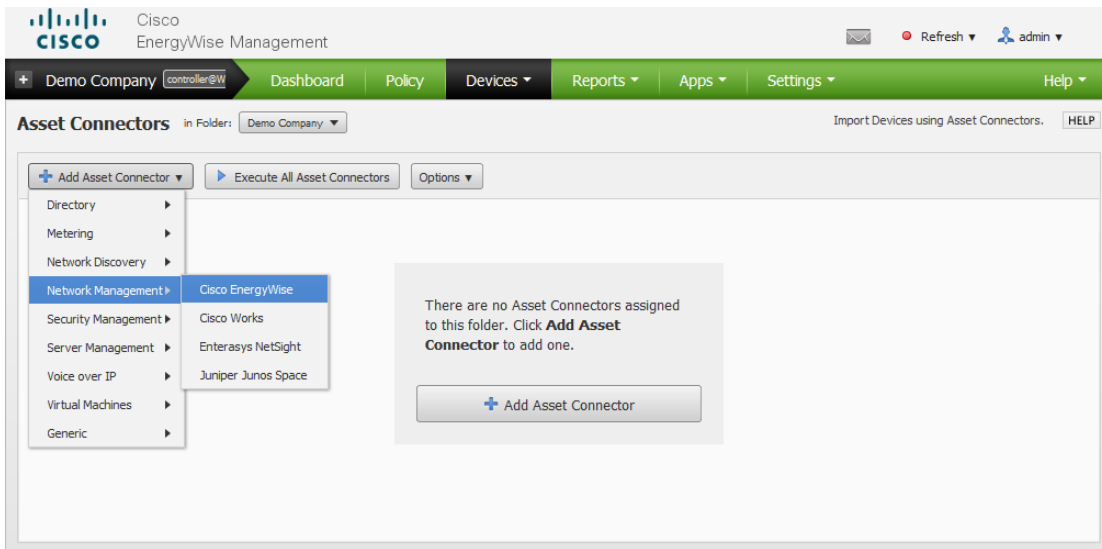 Cisco
CISCO EnergyWise Management
Refresh admin
+ Demo Company controller@W Dashboard Policy Devices Reports Apps Settings Help
Asset Connectors in Folder: Demo Company Import Devices using Asset Connectors. HELP
Add Asset Connector Execute All Asset Connectors Options
Directory
Metering
Network Discovery
Network Management
Security Management
Server Management
Voice over IP
Virtual Machines
Generic
Cisco EnergyWise
Cisco Works
Enterasys NetSight
Juniper Junos Space
There are no Asset Connectors assigned
to this folder. Click Add Asset
Connector to add one.
Add Asset Connector